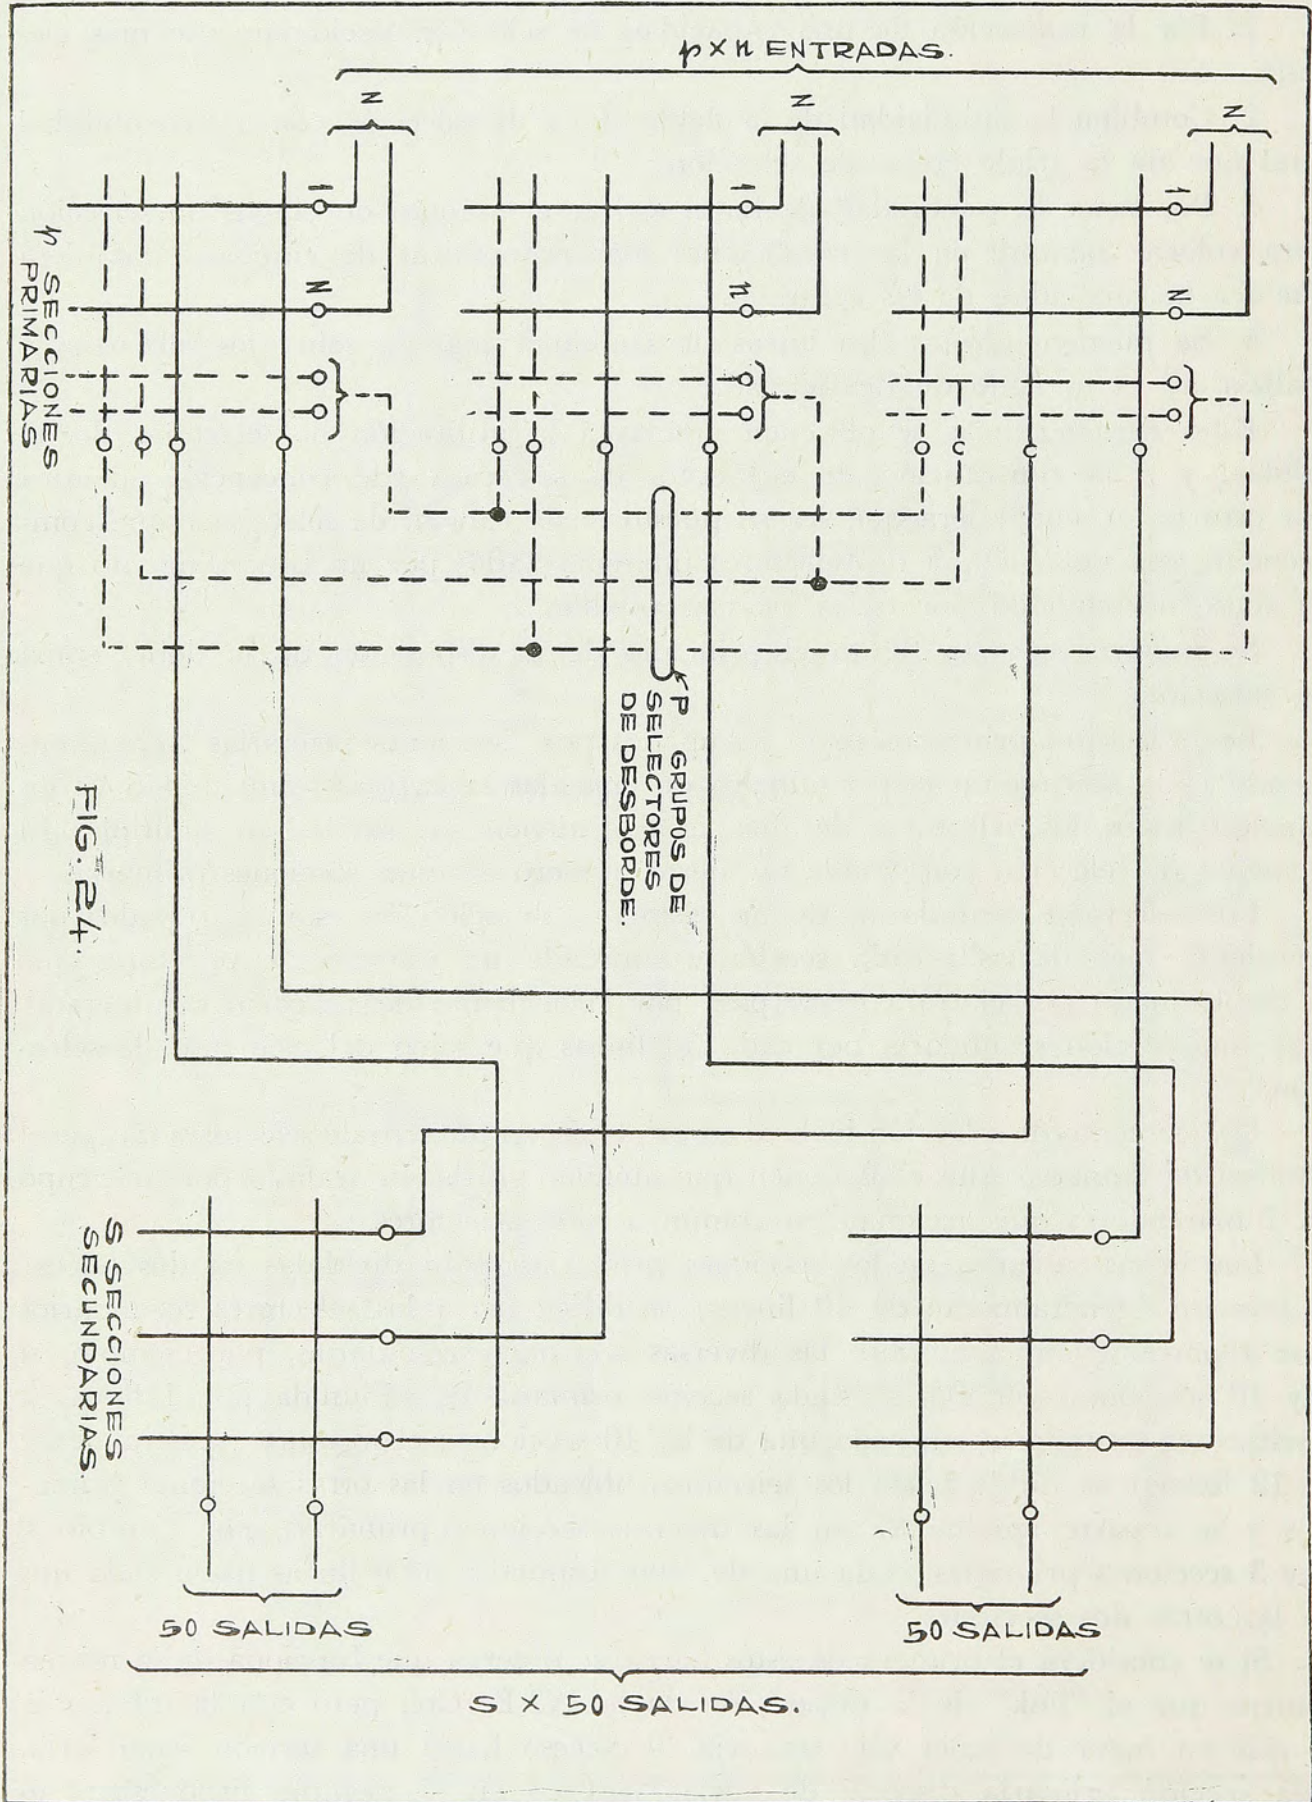 p X n ENTRADAS.
N
N
N
1
1
1
N
n
N
p SECCIONES
PRIMARIAS
P GRUPOS DE
SELECTORES
DE DESBORDE.
FIG. 24.
S SECCIONES
SECUNDARIAS.
50 SALIDAS
50 SALIDAS
S X 50 SALIDAS.